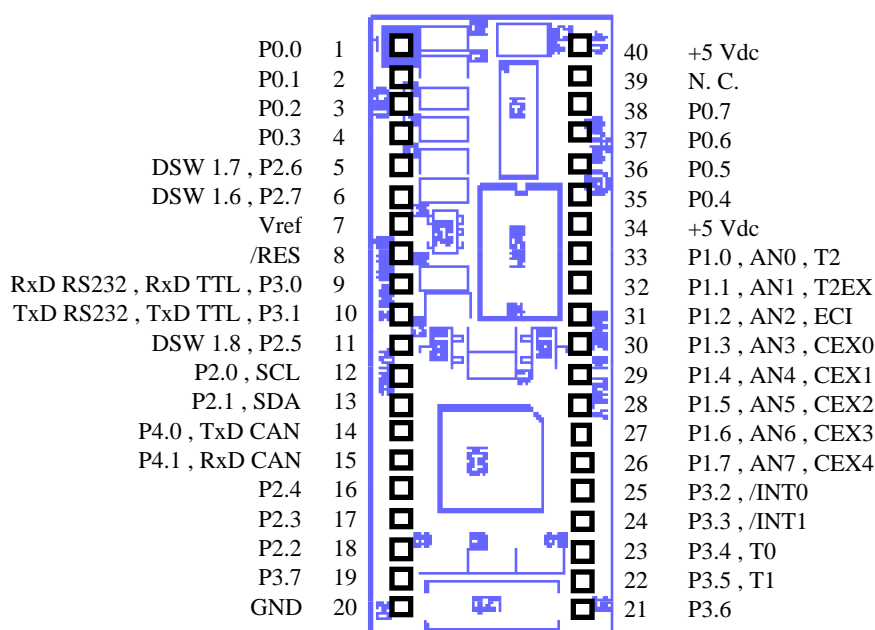 P0.0 1 40 +5 Vdc
P0.1 2 39 N. C.
P0.2 3 38 P0.7
P0.3 4 37 P0.6
DSW 1.7 , P2.6 5 36 P0.5
DSW 1.6 , P2.7 6 35 P0.4
Vref 7 34 +5 Vdc
/RES 8 33 P1.0 , AN0 , T2
RxD RS232 , RxD TTL , P3.0 9 32 P1.1 , AN1 , T2EX
TxD RS232 , TxD TTL , P3.1 10 31 P1.2 , AN2 , ECI
DSW 1.8 , P2.5 11 30 P1.3 , AN3 , CEX0
P2.0 , SCL 12 29 P1.4 , AN4 , CEX1
P2.1 , SDA 13 28 P1.5 , AN5 , CEX2
P4.0 , TxD CAN 14 27 P1.6 , AN6 , CEX3
P4.1 , RxD CAN 15 26 P1.7 , AN7 , CEX4
P2.4 16 25 P3.2 , /INT0
P2.3 17 24 P3.3 , /INT1
P2.2 18 23 P3.4 , T0
P3.7 19 22 P3.5 , T1
GND 20 21 P3.6